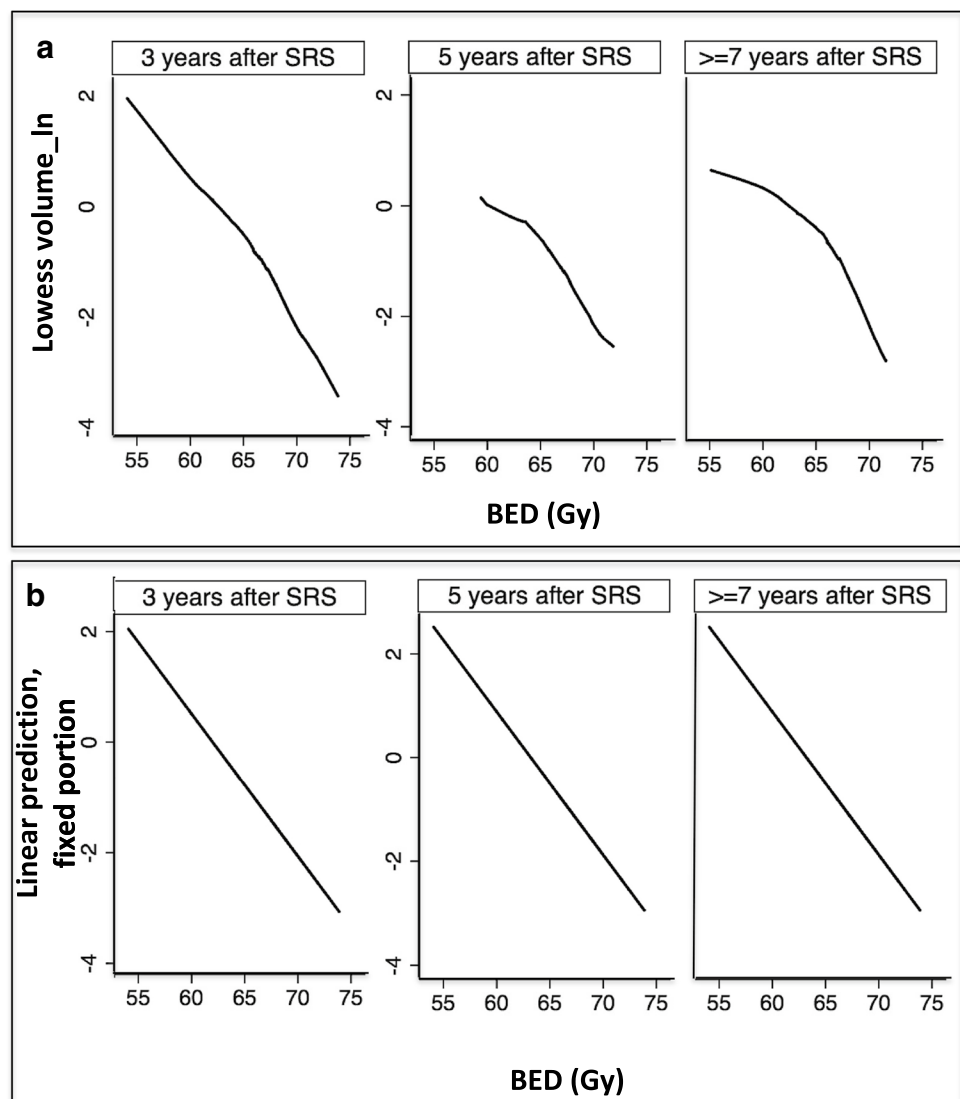 a
3 years after SRS
5 years after SRS
>=7 years after SRS
Lowess volume_ln
2
0
-2
-4
2
0
-2
-4
55 60 65 70 75
55 60 65 70 75
55 60 65 70 75
BED (Gy)
b
3 years after SRS
5 years after SRS
>=7 years after SRS
Linear prediction,
fixed portion
2
0
-2
-4
2
0
-2
-4
55 60 65 70 75
55 60 65 70 75
55 60 65 70 75
BED (Gy)